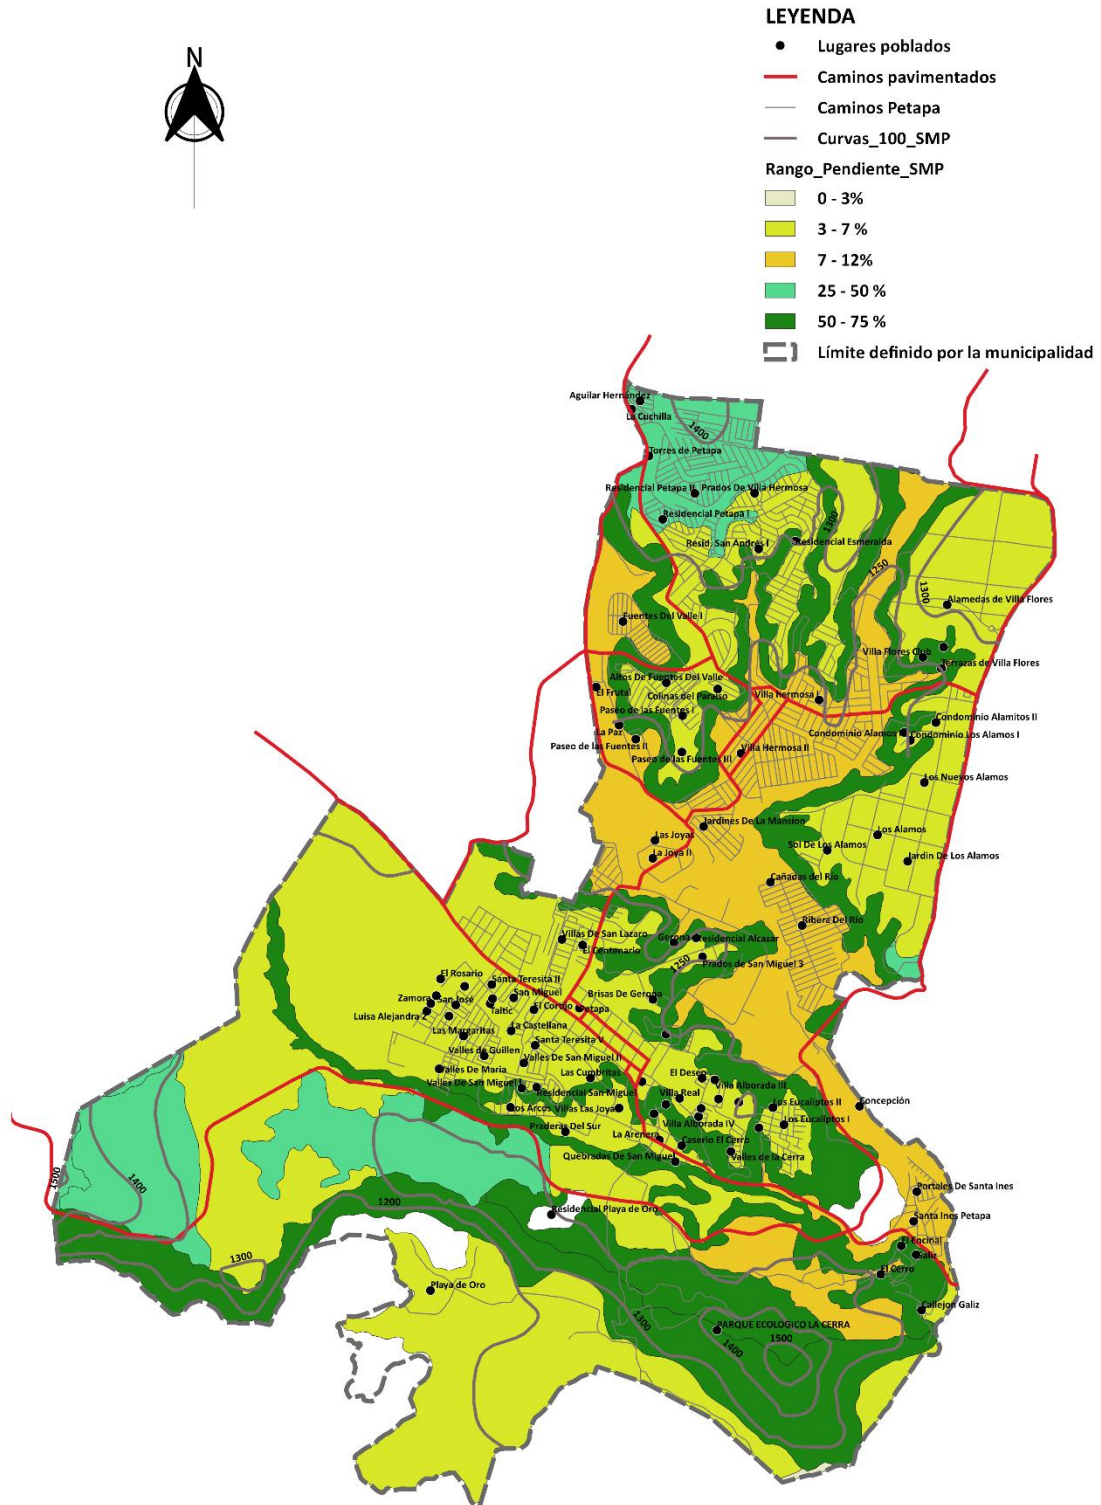 LEYENDA
N
Lugares poblados
Caminos pavimentados
Caminos Petapa
Curvas_100_SMP
Rango_Pendiente_SMP
0 - 3%
3 - 7 %
7 - 12%
25 - 50 %
50 - 75 %
Límite definido por la municipalidad
Aguilar Hernández
La Cuchilla
1400
Torres de Petapa
Residencial Petapa II
Prados De Villa Hermosa
Residencial Petapa I
1300
Resid. San Andrés I
Residencial Esmeralda
1250
1300
Alamedas de Villa Flores
Fuentes Del Valle I
Villa Flores Club
Terrazas de Villa Flores
Altos De Fuentes Del Valle
El Frutal
Colinas del Paraíso
Villa Hermosa I
Paseo de las Fuentes I
Condominio Alamitos II
La Paz
Condominio Alamos
Condominio Los Alamos I
Paseo de las Fuentes II
Villa Hermosa II
Paseo de las Fuentes III
Los Nuevos Alamos
Jardines De La Mansion
Las Joyas
Los Alamos
La Joya II
Sol De Los Alamos
Jardin De Los Alamos
Cañadas del Río
Ribera Del Rio
Villas De San Lazaro
Gerona
Residencial Alcazar
El Centenario
1250
Prados de San Miguel 3
El Rosario
Santa Teresita II
Zamora
San José
San Miguel
Brisas De Gerona
Taltic
El Cortijo
Petapa
Luisa Alejandra 2
Las Margaritas
La Castellana
Santa Teresita V
Valles de Guillen
Valles De San Miguel II
Valles De Maria
Las Cumbritas
El Deseo
Valles De San Miguel I
Residencial San Miguel
Villa Real
Villa Alborada III
Los Arcos
Villas Las Joya
Los Eucaliptos II
Concepción
Villa Alborada IV
Los Eucaliptos I
Praderas Del Sur
La Arenera
Caserio El Cerro
Quebradas De San Miguel
Valles de la Cerra
1500
1400
1200
Portales De Santa Ines
Residencial Playa de Oro
Santa Ines Petapa
El Encinal
1300
Galiz
El Cerro
Playa de Oro
Callejon Galiz
1300
PARQUE ECOLOGICO LA CERRA
1400
1500